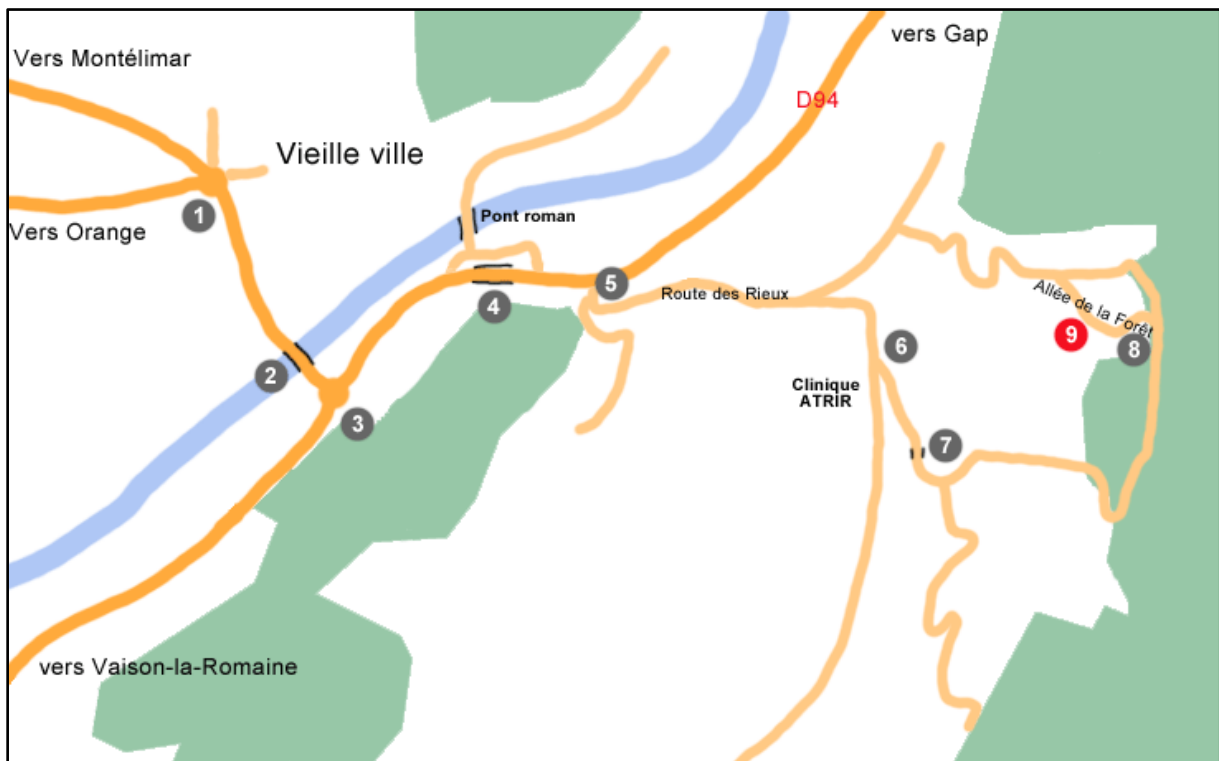 vers Gap
Vers Montélimar
D94
Vieille ville
1
Pont roman
Vers Orange
5
Route des Rieux
Allée de la Forêt
4
9
6
8
2
Clinique
ATRIR
3
7
vers Vaison-la-Romaine